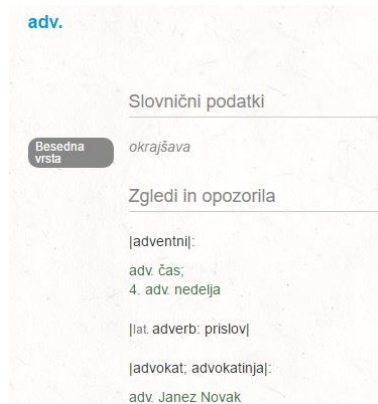 adv.
Slovnični podatki
Besedna
vrsta
okrajšava
Zgledi in opozorila
|adventni|:
adv. čas;
4. adv. nedelja
|lat. adverb: prislov|
|advokat; advokatinja|:
adv. Janez Novak